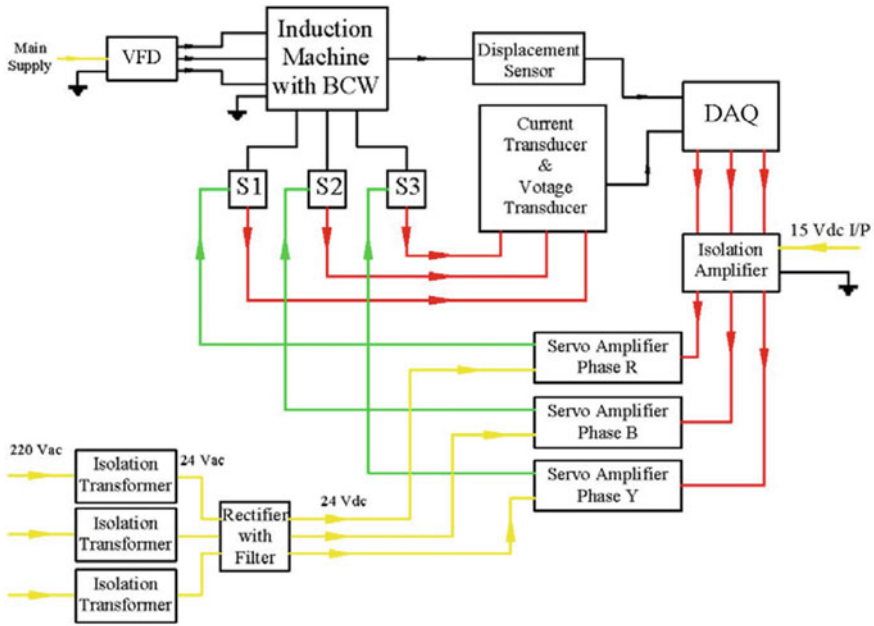 Main
Supply
VFD
Induction
Machine
with BCW
Displacement
Sensor
DAQ
Current
Transducer
&
Votage
Transducer
S1
S2
S3
15 Vdc I/P
Isolation
Amplifier
Servo Amplifier
Phase R
Servo Amplifier
Phase B
Servo Amplifier
Phase Y
220 Vac
Isolation
Transformer
24 Vac
Isolation
Transformer
Isolation
Transformer
Rectifier
with
Filter
24 Vdc